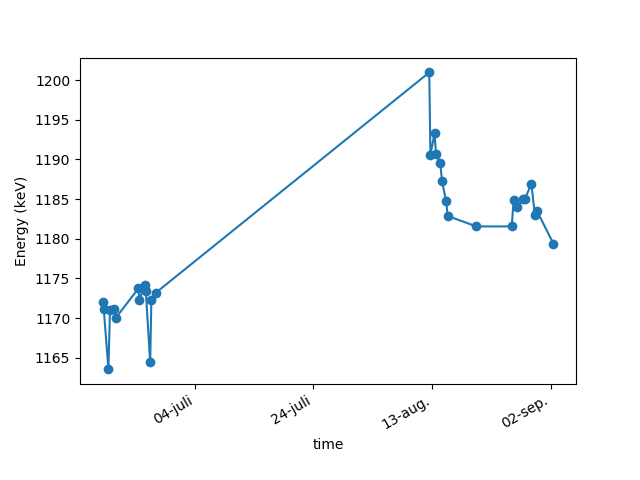 1200
1195
1190
1185
1180
1175
1170
1165
Energy (keV)
04-juli
24-juli
13-aug.
02-sep.
time